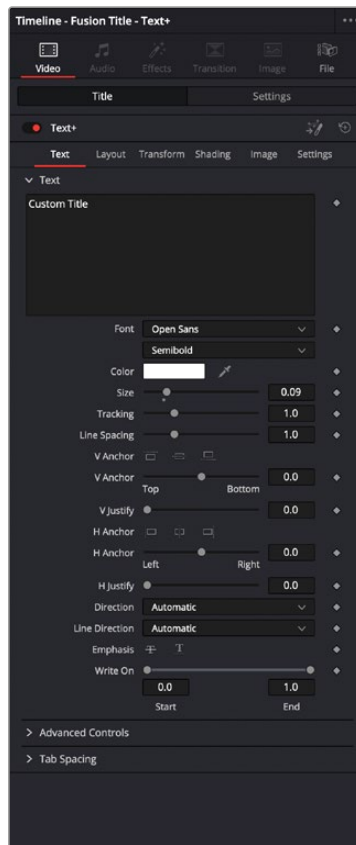 Timeline - Fusion Title - Text+
Video Audio Effects Transition Image File
Title Settings
Text+
Text Layout Transform Shading Image Settings
Text
Custom Title
Font Open Sans
Semibold
Color
Size 0.09
Tracking 1.0
Line Spacing 1.0
V Anchor
V Anchor 0.0
Top Bottom
V Justify 0.0
H Anchor
H Anchor 0.0
Left Right
H Justify 0.0
Direction Automatic
Line Direction Automatic
Emphasis T T
Write On
0.0 1.0
Start End
Advanced Controls
Tab Spacing